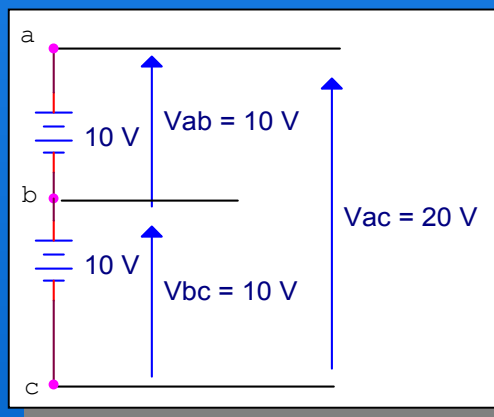 a
10 V
Vab = 10 V
b
Vac = 20 V
10 V
Vbc = 10 V
c